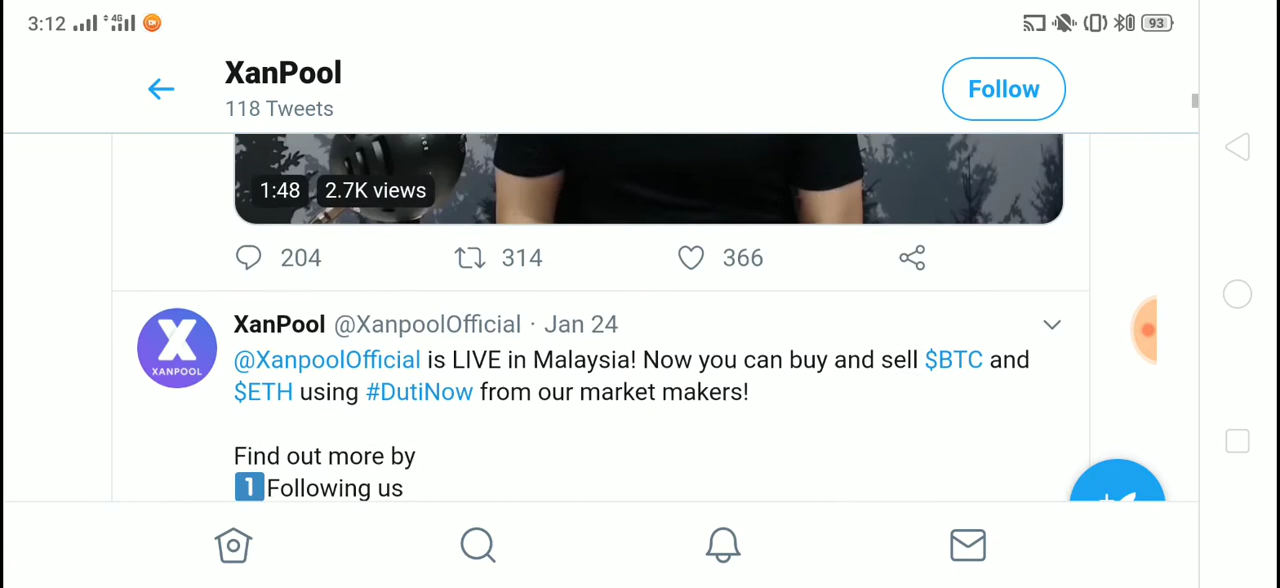 3:12 4G 93
XanPool
118 Tweets
Follow
1:48 2.7K views
204 314 366
XanPool @XanpoolOfficial · Jan 24
XANPOOL
@XanpoolOfficial is LIVE in Malaysia! Now you can buy and sell $BTC and
$ETH using #DutiNow from our market makers!
Find out more by
1 Following us